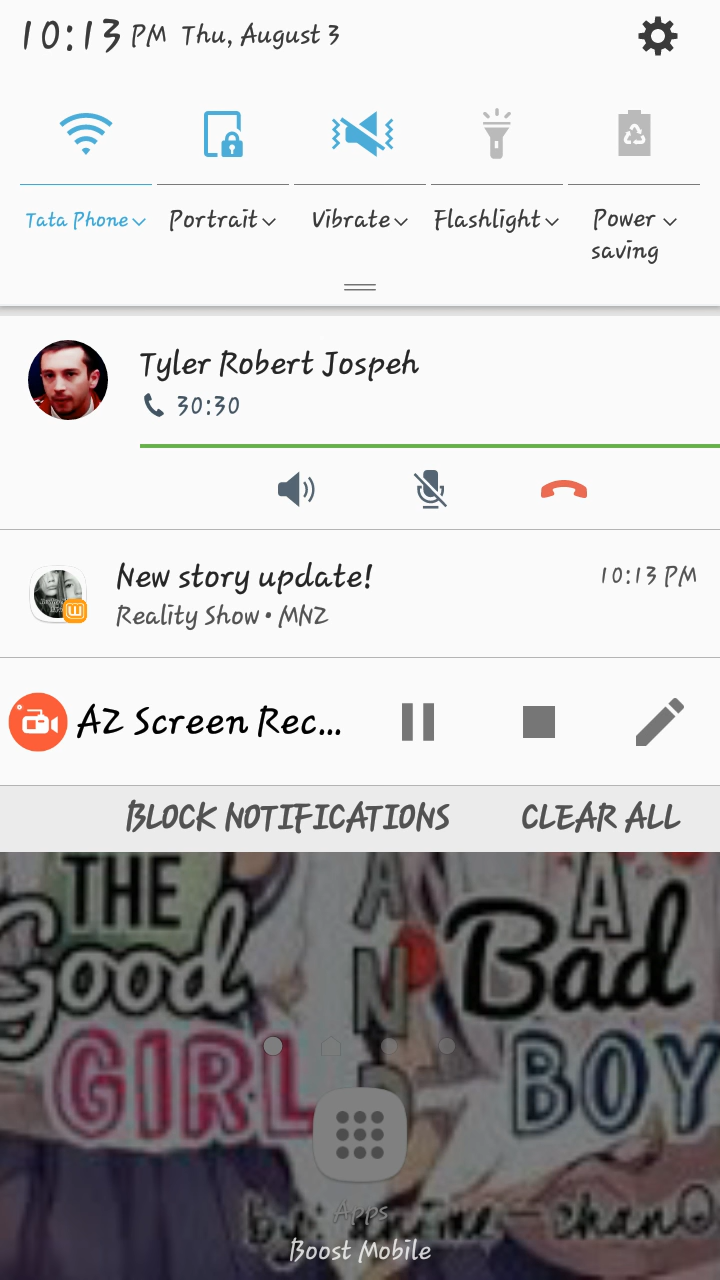 10:13 PM Thu, August 3
Tata Phone Portrait Vibrate Flashlight Power
saving
Tyler Robert Jospeh
30:30
New story update! 10:13 PM
Reality Show • MNZ
AZ Screen Rec...
BLOCK NOTIFICATIONS CLEAR ALL
THE A
Good AND Bad
GIRL BOY
Apps
Boost Mobile